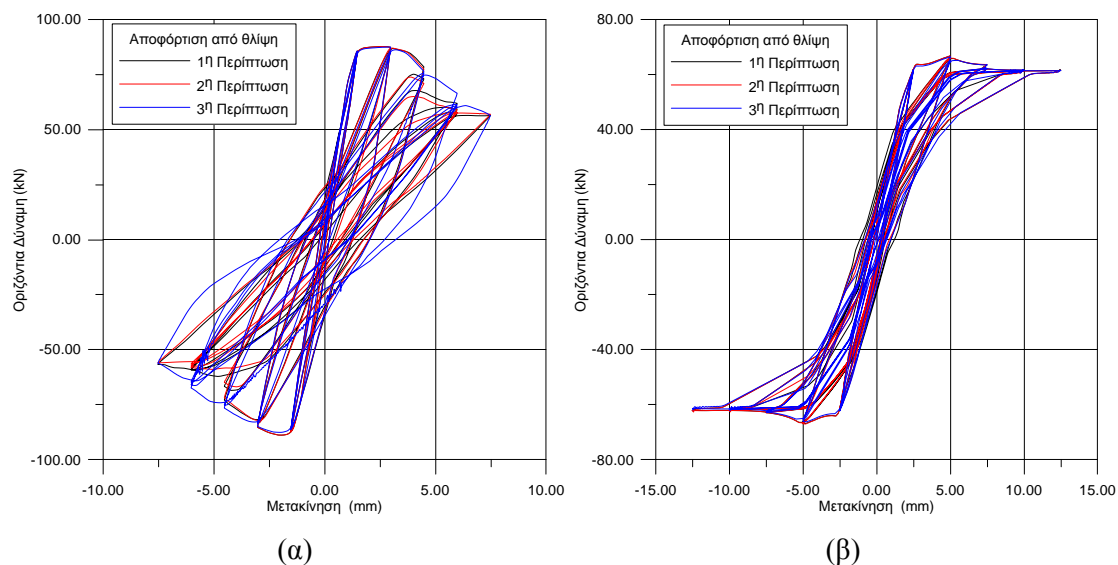 100.00
50.00
0.00
-50.00
-100.00
Οριζόντια Δύναμη (kN)
Αποφόρτιση από θλίψη
1η Περίπτωση
2η Περίπτωση
3η Περίπτωση
-10.00 -5.00 0.00 5.00 10.00
Μετακίνηση (mm)
(α)
80.00
40.00
0.00
-40.00
-80.00
Οριζόντια Δύναμη (kN)
Αποφόρτιση από θλίψη
1η Περίπτωση
2η Περίπτωση
3η Περίπτωση
-15.00 -10.00 -5.00 0.00 5.00 10.00 15.00
Μετακίνηση (mm)
(β)